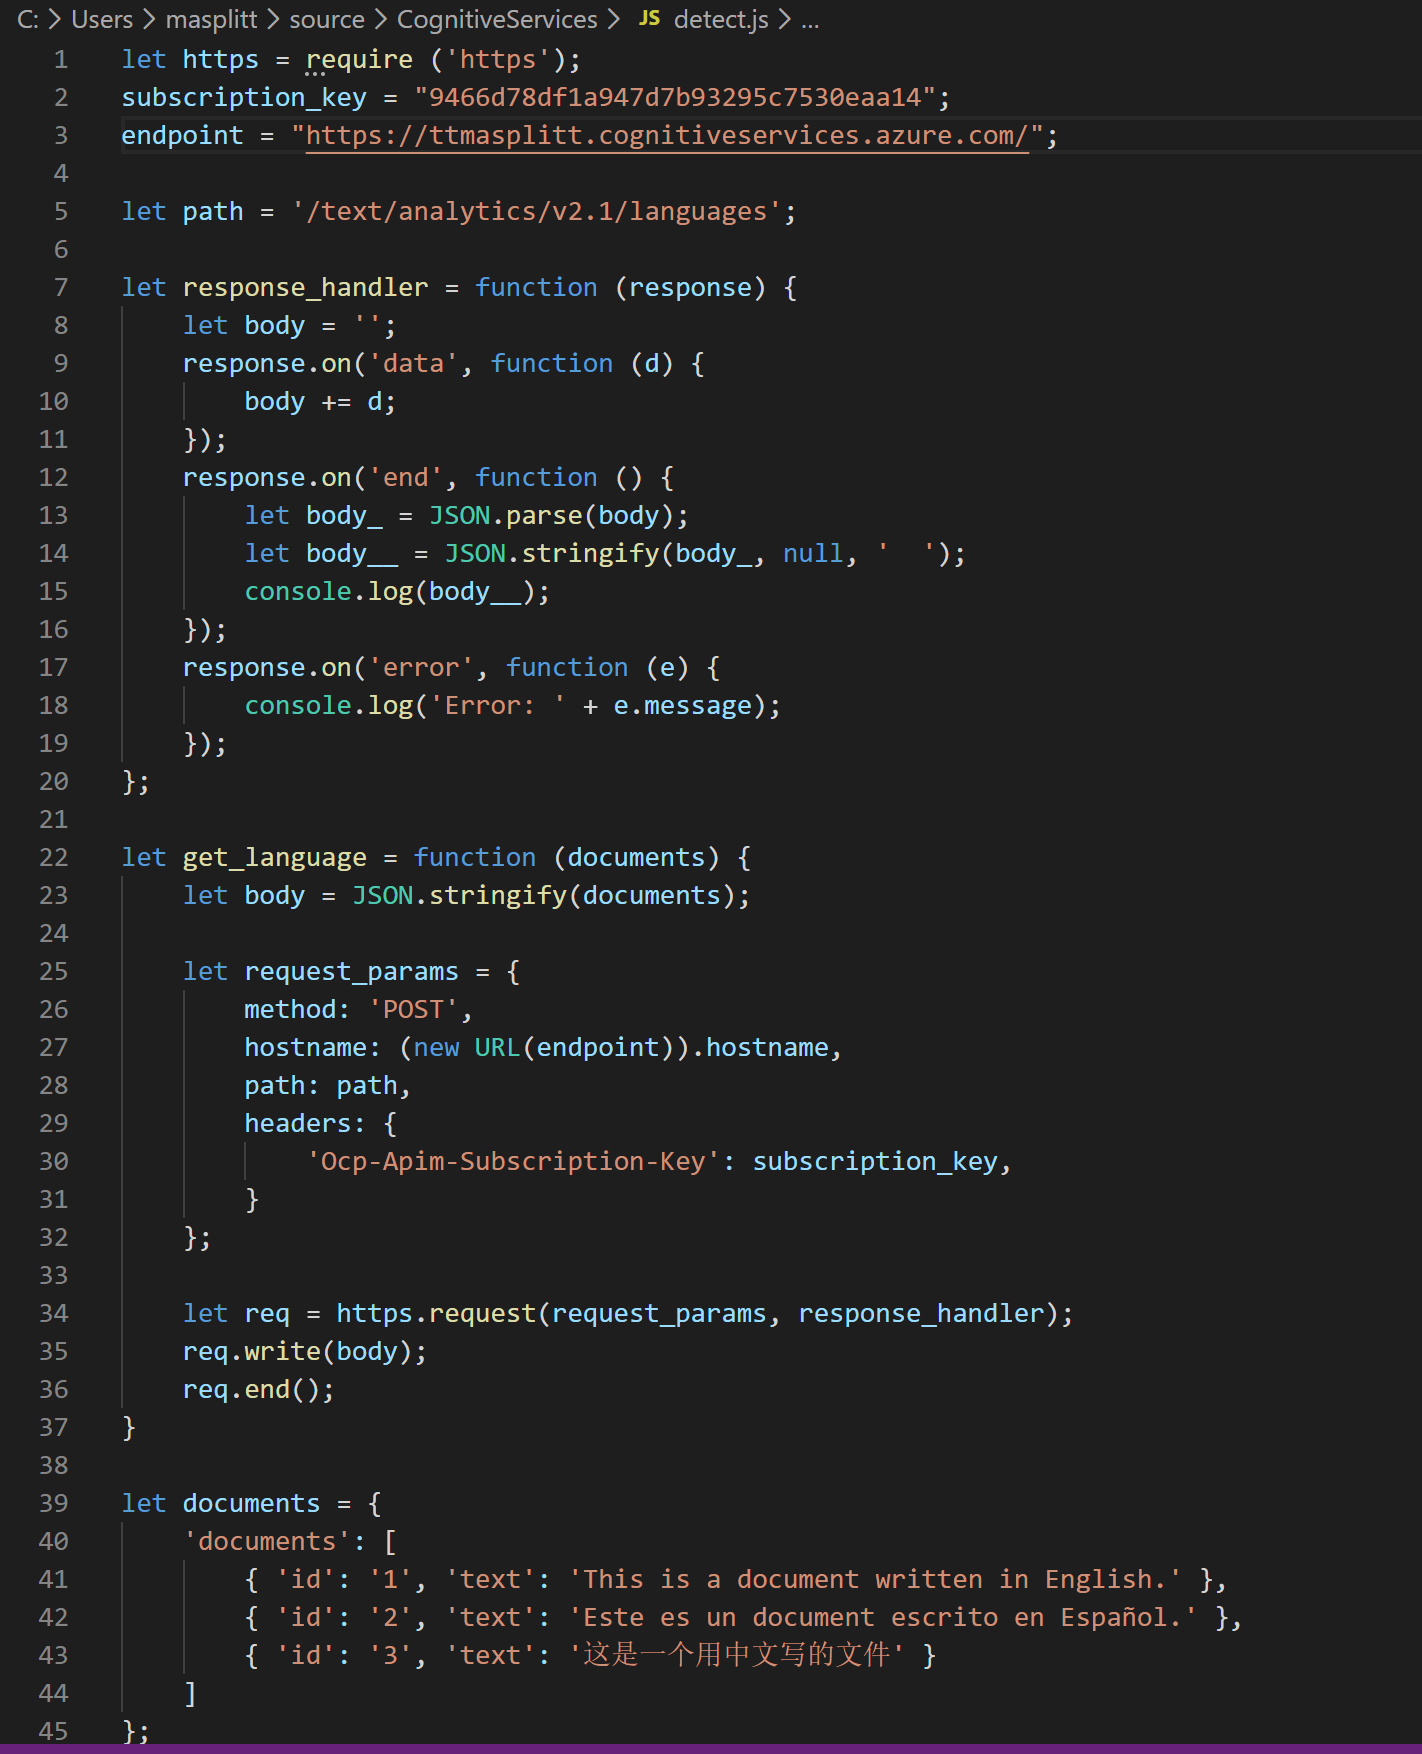 C: > Users > masplitt > source > CognitiveServices > JS detect.js > ...
1 let https = require ('https');
2 subscription_key = "9466d78df1a947d7b93295c7530eaa14";
3 endpoint = "https://ttmasplitt.cognitiveservices.azure.com/";
4
5 let path = '/text/analytics/v2.1/languages';
6
7 let response_handler = function (response) {
8     let body = '';
9     response.on('data', function (d) {
10         body += d;
11     });
12     response.on('end', function () {
13         let body_ = JSON.parse(body);
14         let body__ = JSON.stringify(body_, null, '  ');
15         console.log(body__);
16     });
17     response.on('error', function (e) {
18         console.log('Error: ' + e.message);
19     });
20 };
21
22 let get_language = function (documents) {
23     let body = JSON.stringify(documents);
24
25     let request_params = {
26         method: 'POST',
27         hostname: (new URL(endpoint)).hostname,
28         path: path,
29         headers: {
30             'Ocp-Apim-Subscription-Key': subscription_key,
31         }
32     };
33
34     let req = https.request(request_params, response_handler);
35     req.write(body);
36     req.end();
37 }
38
39 let documents = {
40     'documents': [
41         { 'id': '1', 'text': 'This is a document written in English.' },
42         { 'id': '2', 'text': 'Este es un document escrito en Español.' },
43         { 'id': '3', 'text': '这是一个用中文写的文件' }
44     ]
45 };